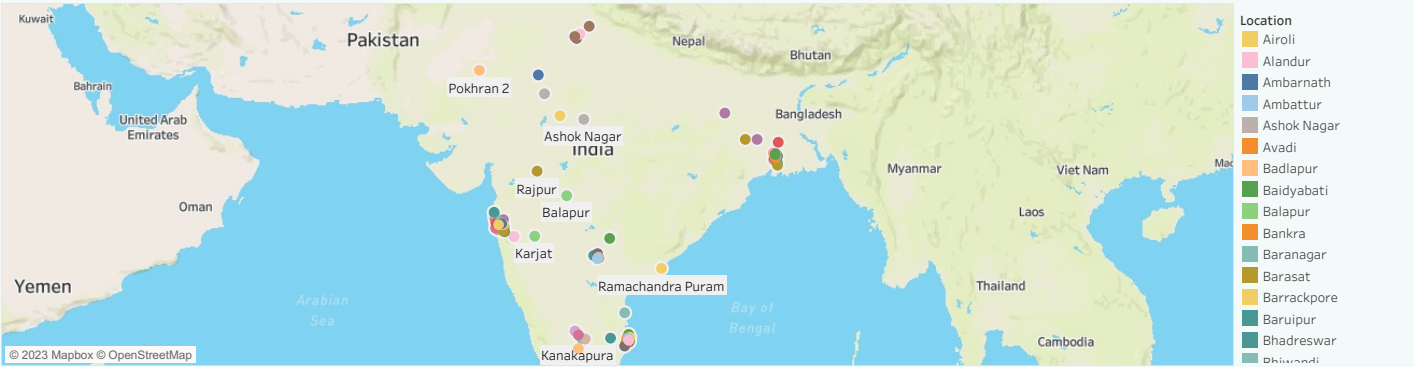 Kuwait
Pakistan
Nepal
Bhutan
Bahrain
Pokhran 2
United Arab
Emirates
Bangladesh
Ashok Nagar
India
Myanmar
Viet Nam
Mac
Rajpur
Oman
Balapur
Laos
Karjat
Yemen
Ramachandra Puram
Thailand
Arabian
Sea
Bay of
Bengal
Cambodia
Kanakapura
© 2023 Mapbox © OpenStreetMap
Location
Airoli
Alandur
Ambarnath
Ambattur
Ashok Nagar
Avadi
Badlapur
Baidyabati
Balapur
Bankra
Baranagar
Barasat
Barrackpore
Baruipur
Bhadreswar
Bhiwandi